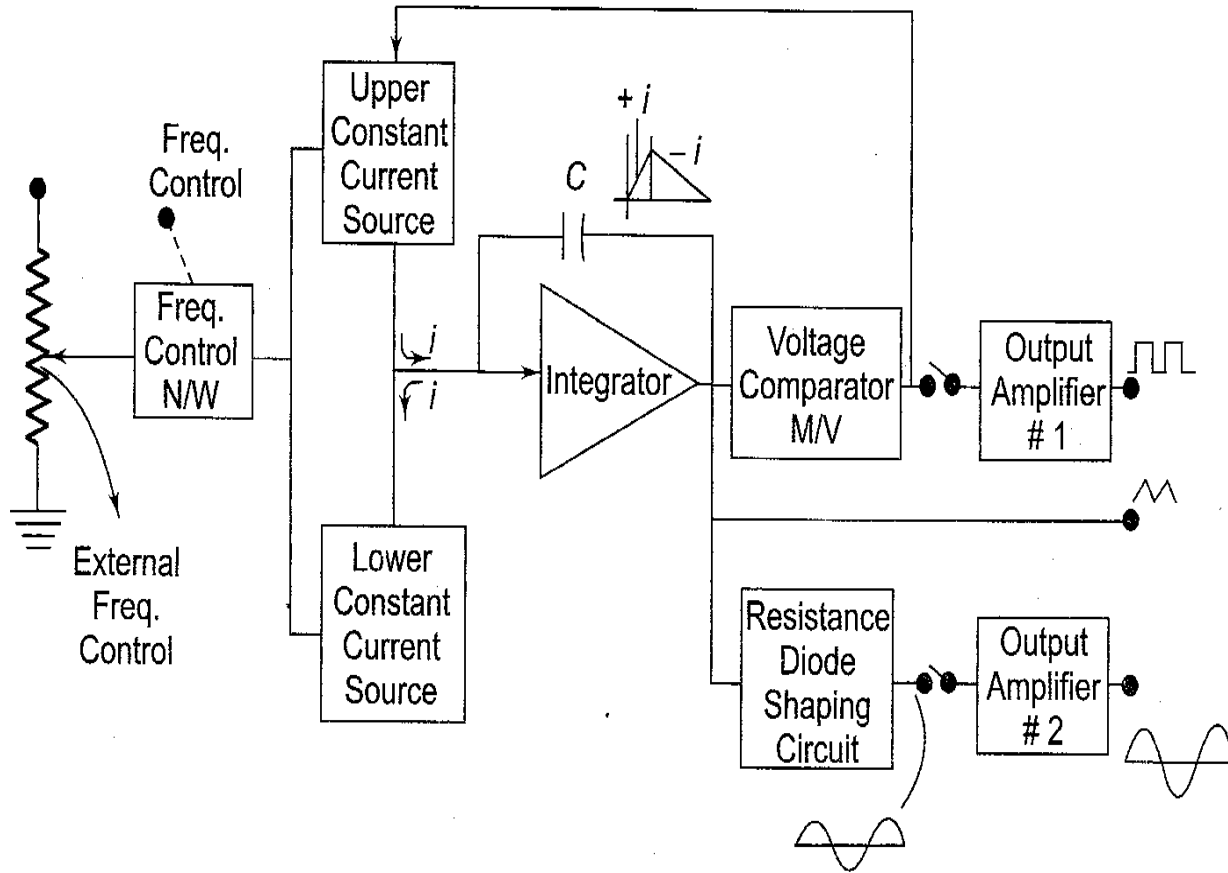 Upper
Constant
Current
Source
Freq.
Control
Freq.
Control
N/W
External
Freq.
Control
Lower
Constant
Current
Source
i
i
C
+ i
– i
Integrator
Voltage
Comparator
M/V
Output
Amplifier
# 1
Resistance
Diode
Shaping
Circuit
Output
Amplifier
# 2